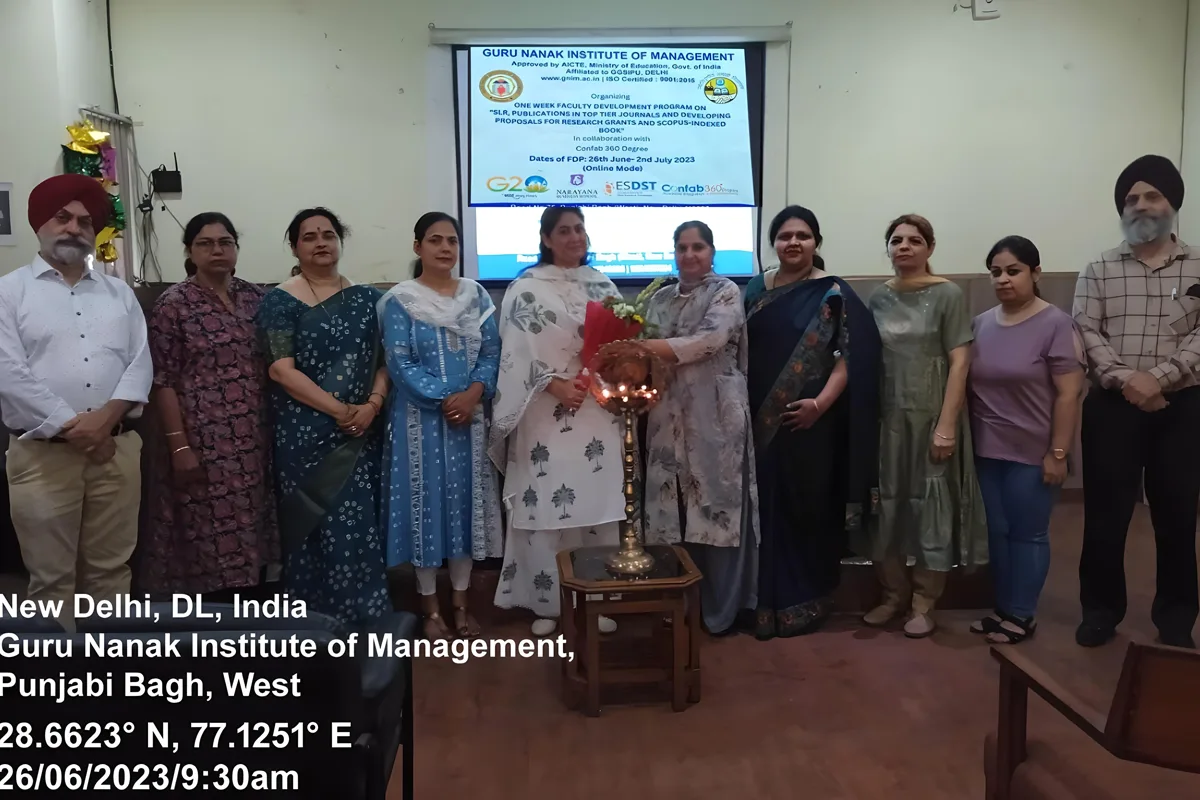 GURU NANAK INSTITUTE OF MANAGEMENT
Approved by AICTE, Ministry of Education, Govt. of India
Affiliated to GGSIPU, DELHI
www.gnim.ac.in | ISO Certified : 9001:2015
Organizing
ONE WEEK FACULTY DEVELOPMENT PROGRAM ON
"SLR, PUBLICATIONS IN TOP TIER JOURNALS AND DEVELOPING
PROPOSALS FOR RESEARCH GRANTS AND SCOPUS-INDEXED
BOOK"
In collaboration with
Confab 360 Degree
Dates of FDP: 26th June- 2nd July 2023
(Online Mode)
G20
NARAYANA
BUSINESS SCHOOL
ESDST
Confab360
New Delhi, DL, India
Guru Nanak Institute of Management,
Punjabi Bagh, West
28.6623° N, 77.1251° E
26/06/2023/9:30am